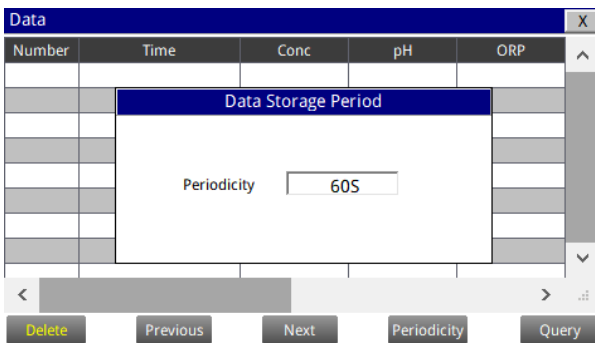 Data X
Number Time Conc pH ORP
Data Storage Period
Periodicity 60S
Delete Previous Next Periodicity Query